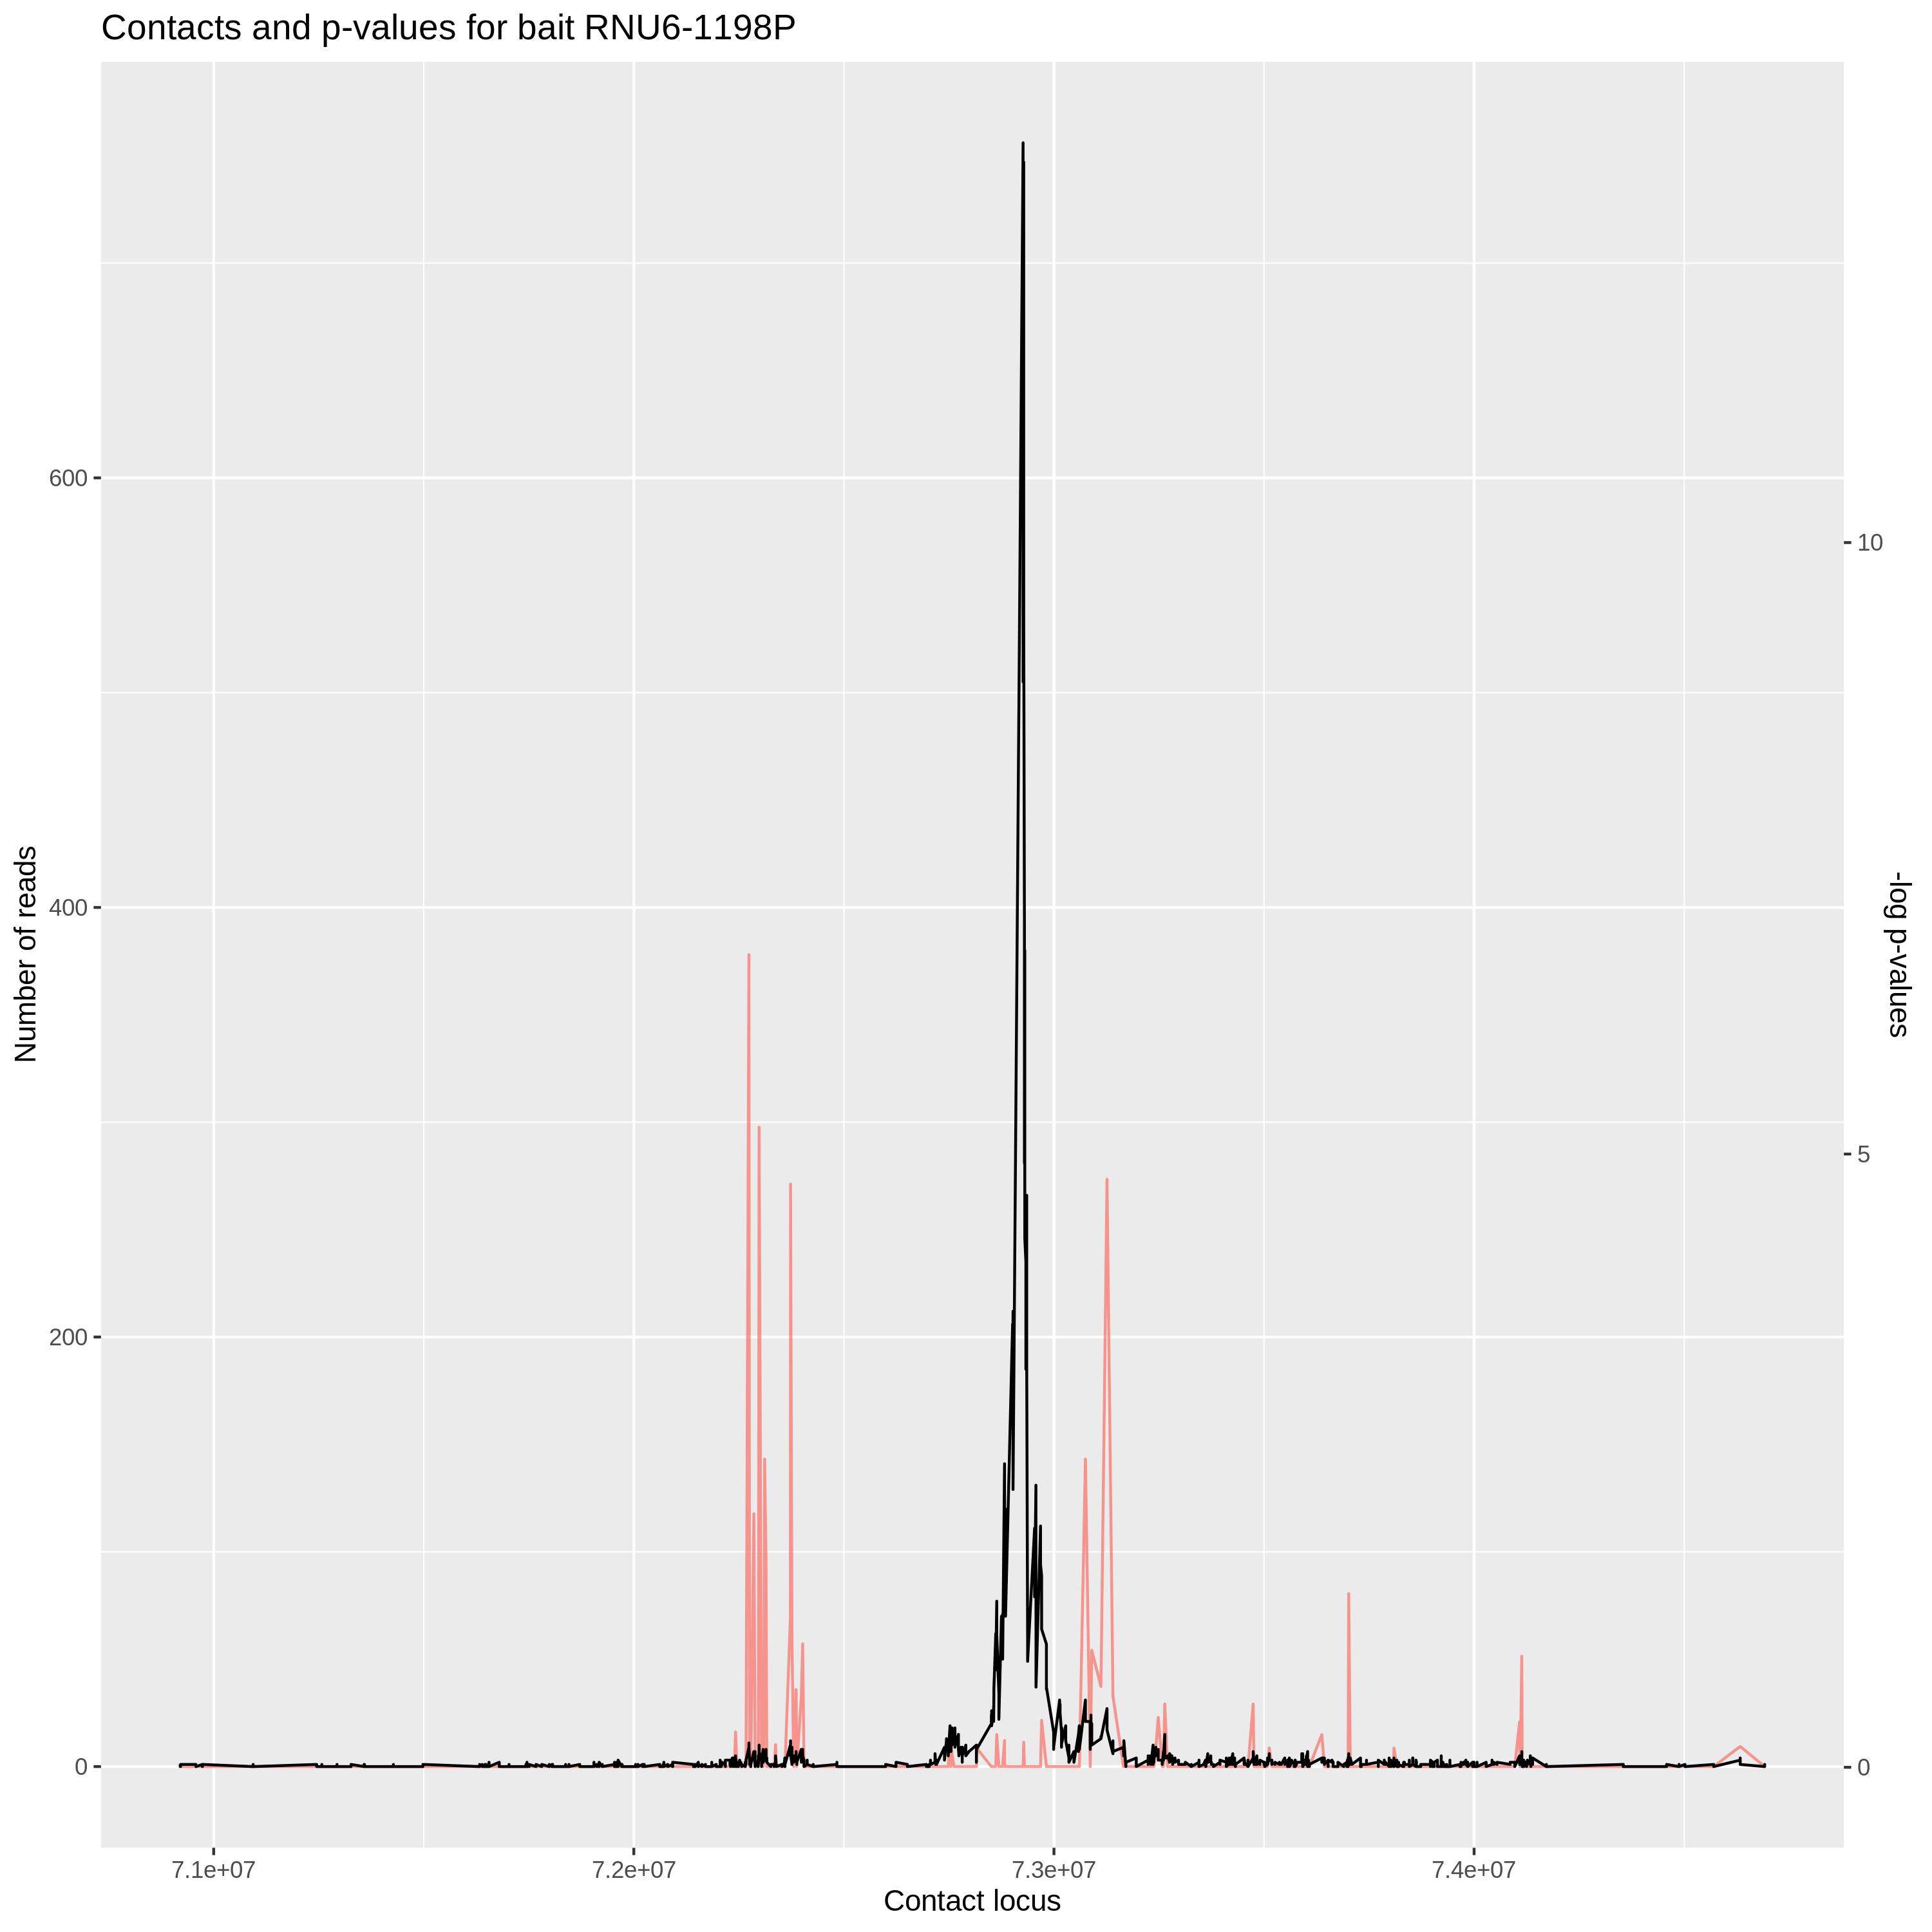 Contacts and p-values for bait RNU6-1198P
600
400
200
0
10
5
0
Number of reads
-log p-values
7.1e+07
7.2e+07
7.3e+07
7.4e+07
Contact locus